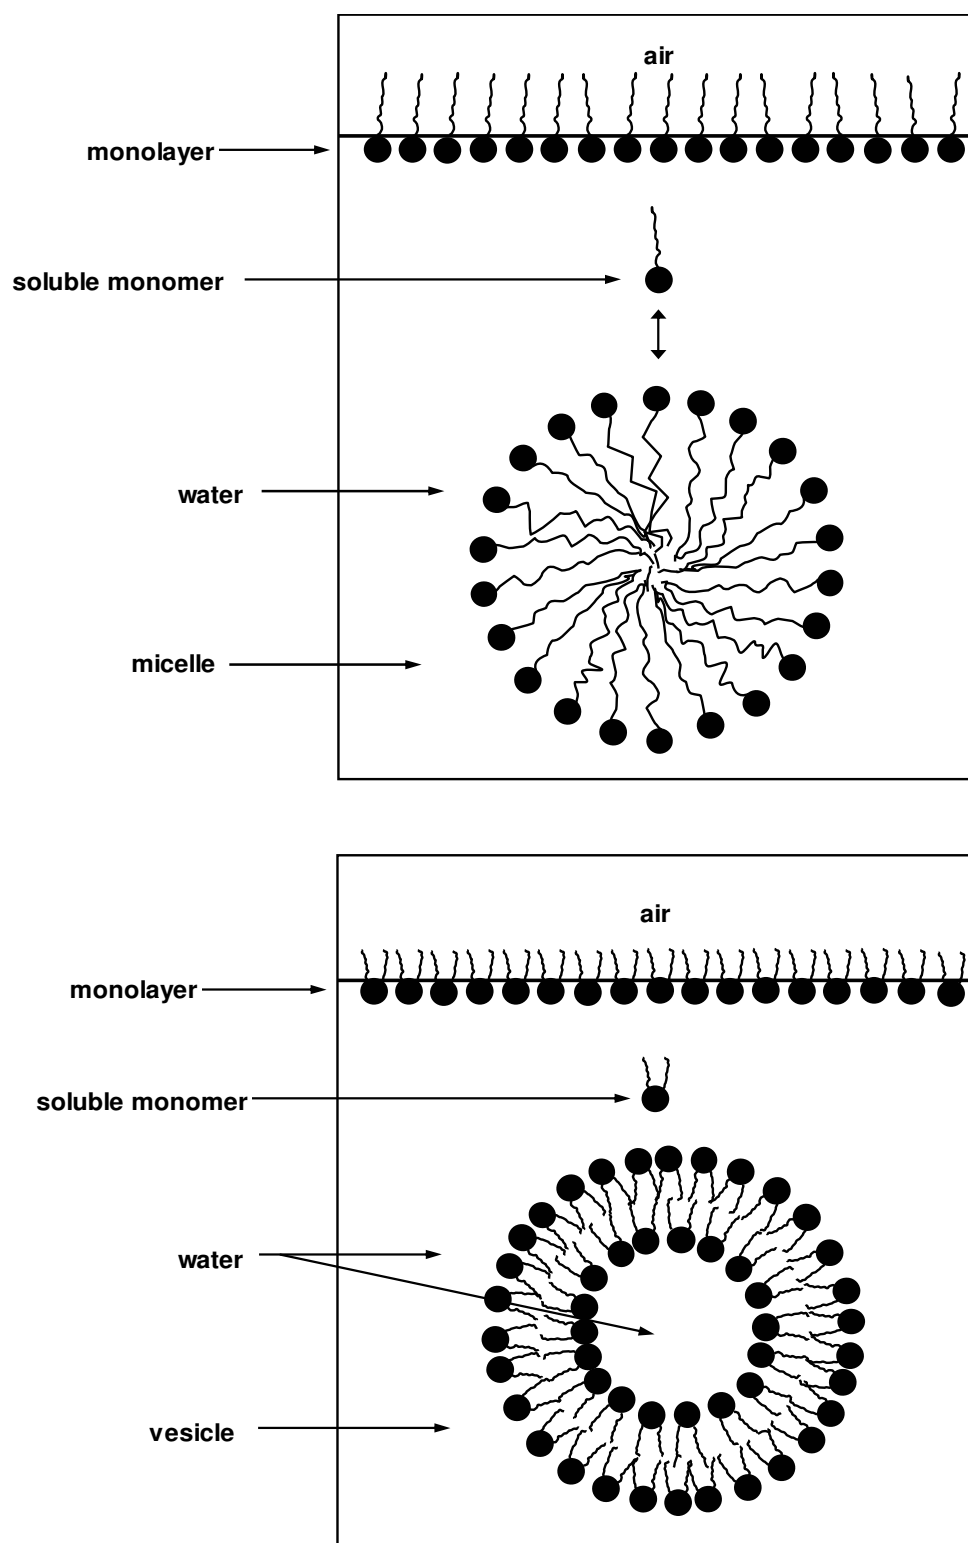 air
monolayer
soluble monomer
water
micelle
air
monolayer
soluble monomer
water
vesicle